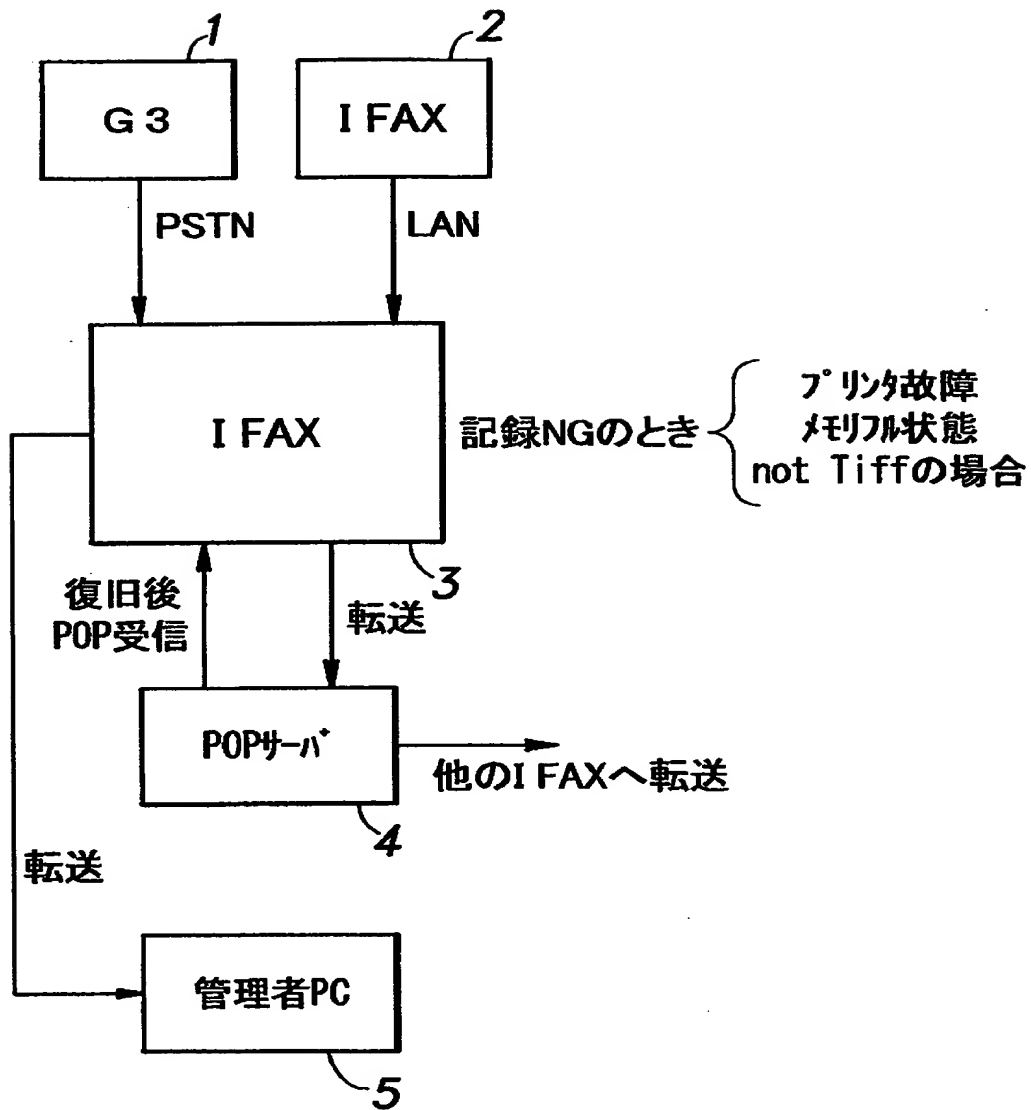 1
G3
2
I FAX
PSTN
LAN
I FAX
3
記録NGのとき
プリンタ故障
メモリフル状態
not Tiffの場合
復旧後
POP受信
転送
POPサーバ
4
他のI FAXへ転送
転送
管理者PC
5